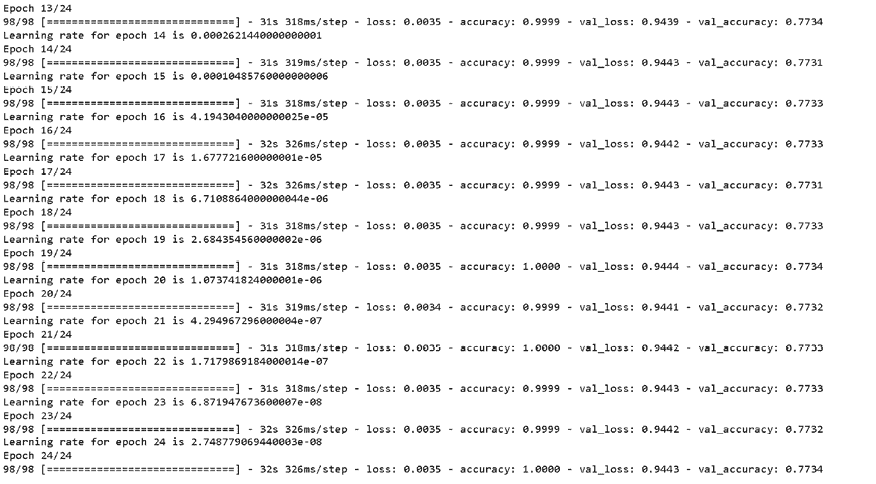 Epoch 13/24
98/98 [==============================] - 31s 318ms/step - loss: 0.0035 - accuracy: 0.9999 - val_loss: 0.9439 - val_accuracy: 0.7734
Learning rate for epoch 14 is 0.0002621440000000001
Epoch 14/24
98/98 [==============================] - 31s 319ms/step - loss: 0.0035 - accuracy: 0.9999 - val_loss: 0.9443 - val_accuracy: 0.7731
Learning rate for epoch 15 is 0.00010485760000000006
Epoch 15/24
98/98 [==============================] - 31s 318ms/step - loss: 0.0035 - accuracy: 0.9999 - val_loss: 0.9443 - val_accuracy: 0.7733
Learning rate for epoch 16 is 4.1943040000000025e-05
Epoch 16/24
98/98 [==============================] - 32s 326ms/step - loss: 0.0035 - accuracy: 0.9999 - val_loss: 0.9442 - val_accuracy: 0.7733
Learning rate for epoch 17 is 1.677721600000001e-05
Epoch 17/24
98/98 [==============================] - 32s 326ms/step - loss: 0.0035 - accuracy: 0.9999 - val_loss: 0.9443 - val_accuracy: 0.7731
Learning rate for epoch 18 is 6.7108864000000044e-06
Epoch 18/24
98/98 [==============================] - 31s 318ms/step - loss: 0.0035 - accuracy: 0.9999 - val_loss: 0.9443 - val_accuracy: 0.7733
Learning rate for epoch 19 is 2.684354560000002e-06
Epoch 19/24
98/98 [==============================] - 31s 318ms/step - loss: 0.0035 - accuracy: 1.0000 - val_loss: 0.9444 - val_accuracy: 0.7734
Learning rate for epoch 20 is 1.073741824000001e-06
Epoch 20/24
98/98 [==============================] - 31s 319ms/step - loss: 0.0034 - accuracy: 0.9999 - val_loss: 0.9441 - val_accuracy: 0.7732
Learning rate for epoch 21 is 4.294967296000004e-07
Epoch 21/24
98/98 [==============================] - 31s 318ms/step - loss: 0.0035 - accuracy: 1.0000 - val_loss: 0.9442 - val_accuracy: 0.7733
Learning rate for epoch 22 is 1.7179869184000014e-07
Epoch 22/24
98/98 [==============================] - 31s 318ms/step - loss: 0.0035 - accuracy: 0.9999 - val_loss: 0.9443 - val_accuracy: 0.7733
Learning rate for epoch 23 is 6.871947673600007e-08
Epoch 23/24
98/98 [==============================] - 32s 326ms/step - loss: 0.0035 - accuracy: 0.9999 - val_loss: 0.9442 - val_accuracy: 0.7732
Learning rate for epoch 24 is 2.748779069440003e-08
Epoch 24/24
98/98 [==============================] - 32s 326ms/step - loss: 0.0035 - accuracy: 1.0000 - val_loss: 0.9443 - val_accuracy: 0.7734